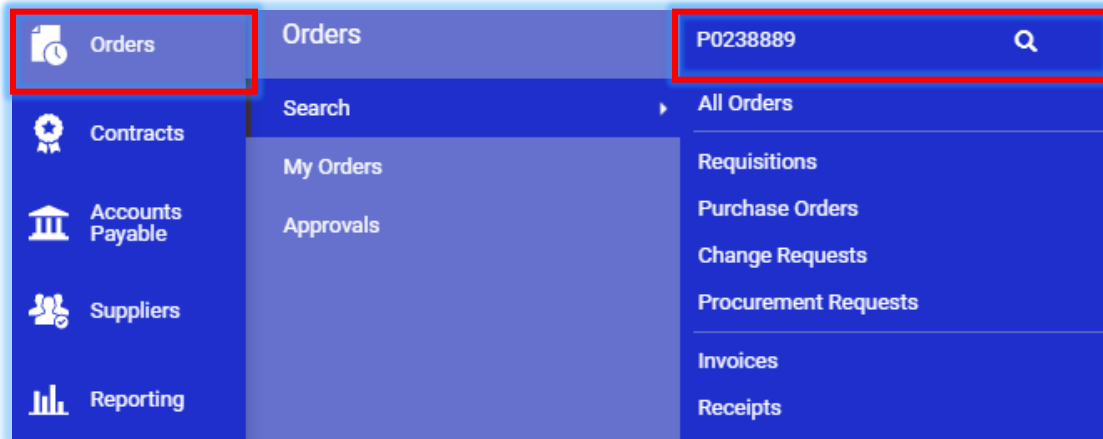 Orders
Contracts
Accounts
Payable
Suppliers
Reporting
Orders
Search
My Orders
Approvals
P0238889
All Orders
Requisitions
Purchase Orders
Change Requests
Procurement Requests
Invoices
Receipts